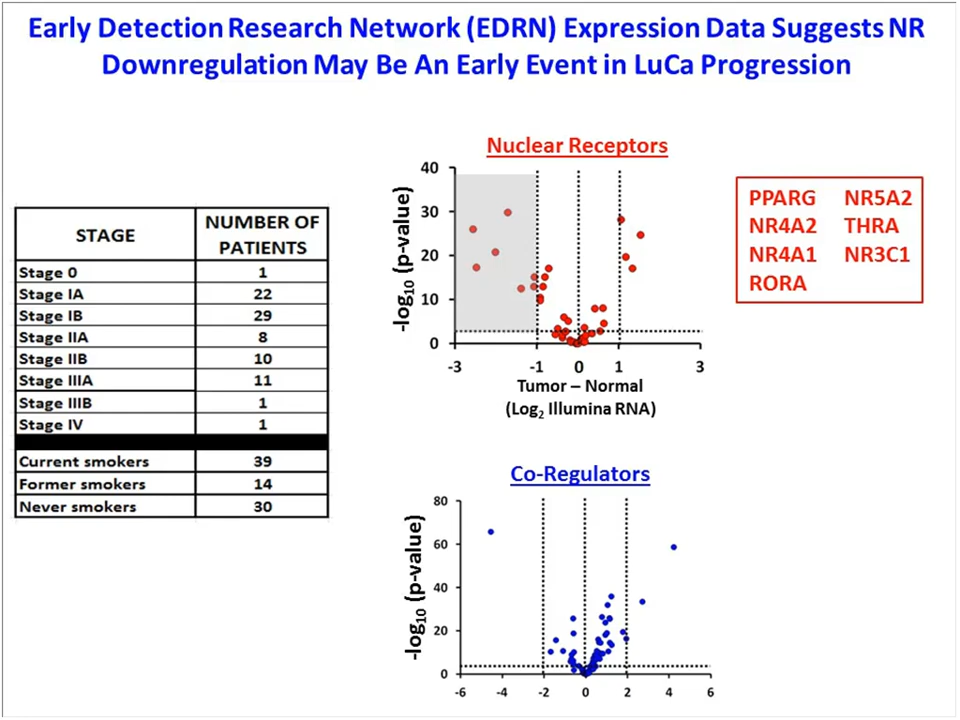 Early Detection Research Network (EDRN) Expression Data Suggests NR
Downregulation May Be An Early Event in LuCa Progression
STAGE NUMBER OF PATIENTS
Stage 0 1
Stage IA 22
Stage IB 29
Stage IIA 8
Stage IIB 10
Stage IIIA 11
Stage IIIB 1
Stage IV 1
Current smokers 39
Former smokers 14
Never smokers 30
Nuclear Receptors
-log10 (p-value)
40
30
20
10
0
-3 -1 0 1 3
Tumor – Normal
(Log2 Illumina RNA)
PPARG NR5A2
NR4A2 THRA
NR4A1 NR3C1
RORA
Co-Regulators
-log10 (p-value)
80
60
40
20
0
-6 -4 -2 0 2 4 6